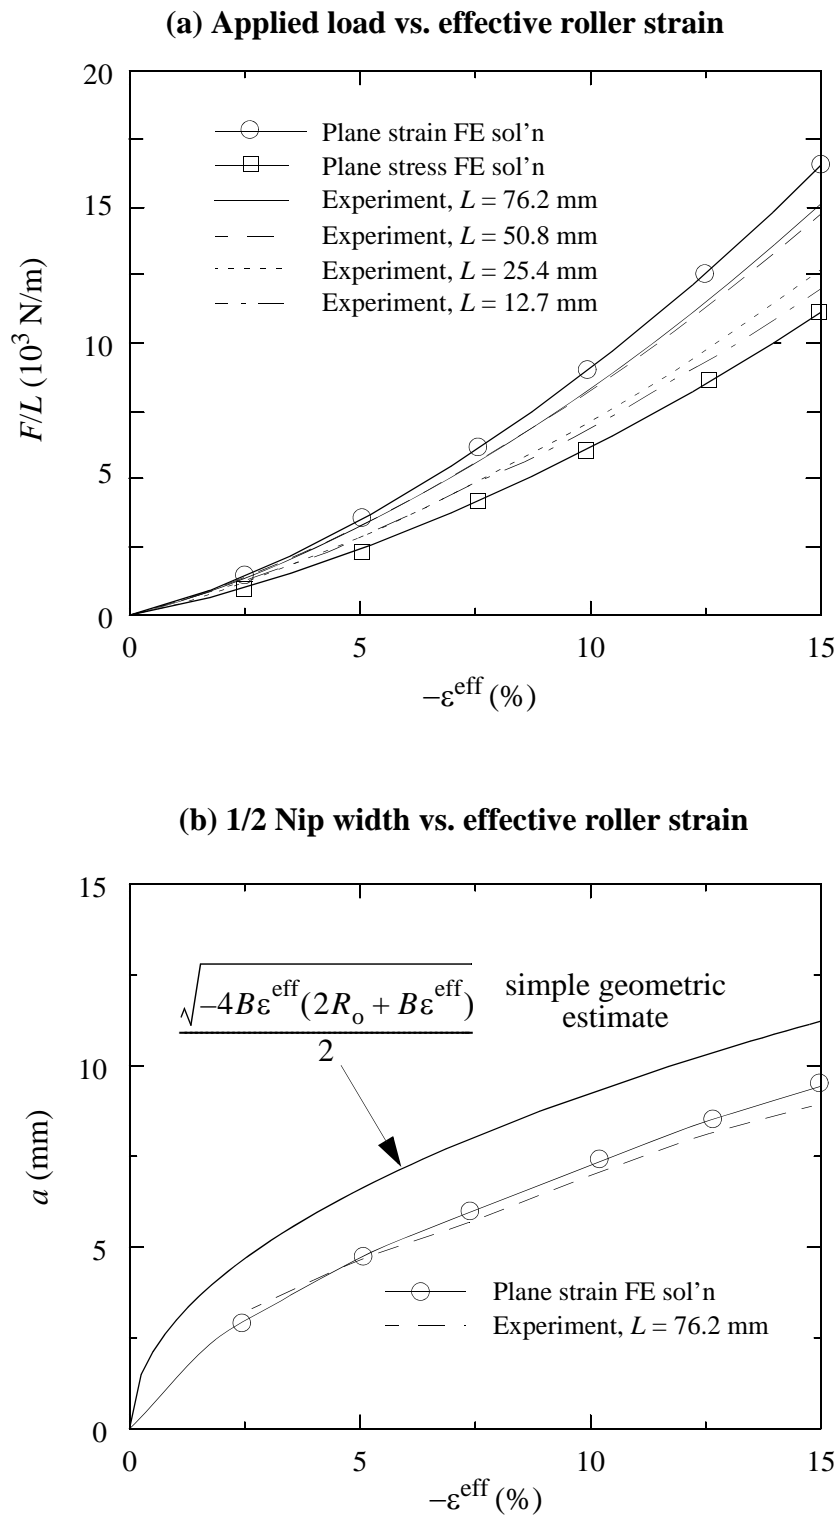 (a) Applied load vs. effective roller strain
20
15
10
5
0
F/L (10³ N/m)
Plane strain FE sol’n
Plane stress FE sol’n
Experiment, L = 76.2 mm
Experiment, L = 50.8 mm
Experiment, L = 25.4 mm
Experiment, L = 12.7 mm
0 5 10 15
−ε^eff (%)
(b) 1/2 Nip width vs. effective roller strain
15
10
5
0
a (mm)
√−4Bε^eff(2R_o + Bε^eff)
2
simple geometric
estimate
Plane strain FE sol’n
Experiment, L = 76.2 mm
0 5 10 15
−ε^eff (%)